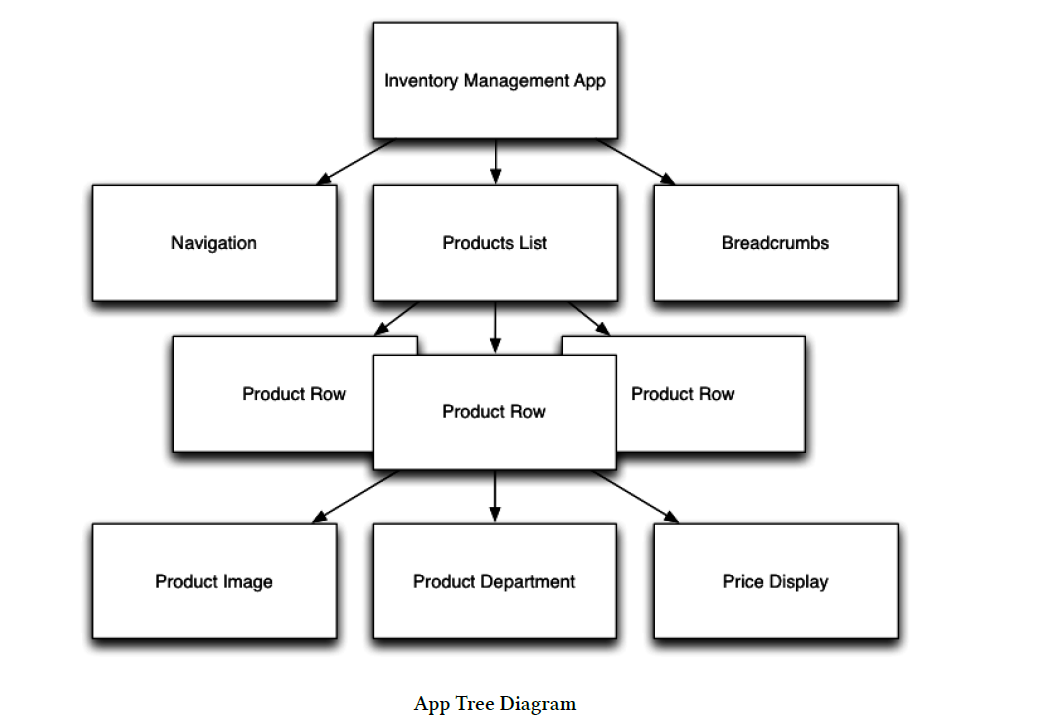 Inventory Management App
Navigation
Products List
Breadcrumbs
Product Row
Product Row
Product Row
Product Image
Product Department
Price Display
App Tree Diagram